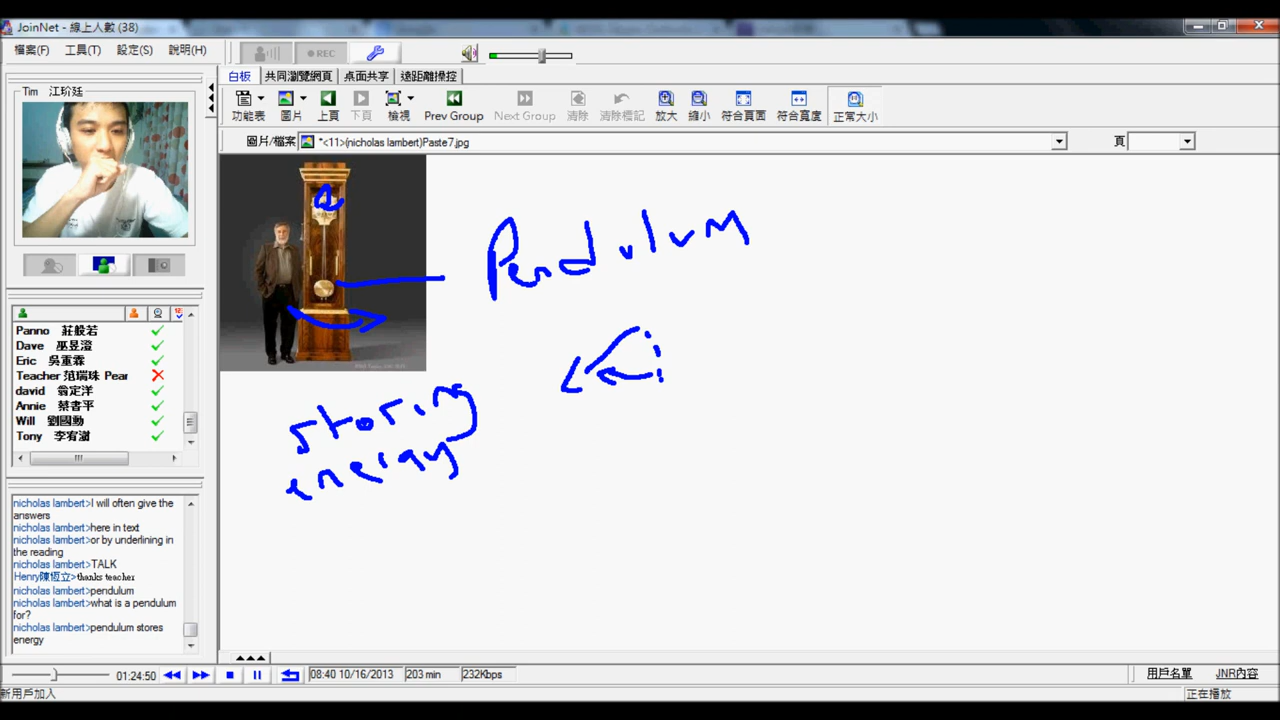 JoinNet - 線上人數 (38)
檔案(F) 工具(T) 設定(S) 說明(H)
REC
白板 共同瀏覽網頁 桌面共享 遠距離操控
功能表 圖片 上頁 下頁 檢視 Prev Group Next Group 清除 清除標記 放大 縮小 符合頁面 符合寬度 正常大小
圖片/檔案 *<11>(nicholas lambert)Paste7.jpg 頁
Tim 江玠廷
Panno 莊般若
Dave 巫昱澄
Eric 吳重霖
Teacher 范瑞珠 Pear
david 翁定洋
Annie 蔡書平
Will 劉國勳
Tony 李宥澍
nicholas lambert>I will often give the
answers
nicholas lambert>here in text
nicholas lambert>or by underlining in
the reading
nicholas lambert>TALK
Henry陳恆立>thanks teacher
nicholas lambert>pendulum
nicholas lambert>what is a pendulum
for?
nicholas lambert>pendulum stores
energy
Pendulum
storing
energy
01:24:50 08:40 10/16/2013 203 min 232Kbps 用戶名單 JNR內容
新用戶加入 正在播放